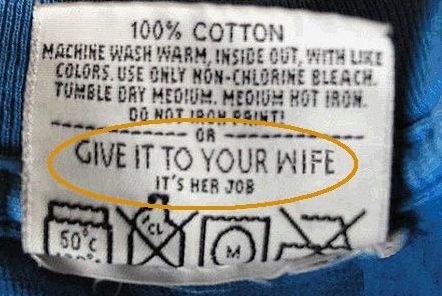 100% COTTON
MACHINE WASH WARM, INSIDE OUT, WITH LIKE
COLORS. USE ONLY NON-CHLORINE BLEACH.
TUMBLE DRY MEDIUM. MEDIUM HOT IRON.
DO NOT IRON PRINT!
OR
GIVE IT TO YOUR WIFE
IT'S HER JOB
50°C CL M